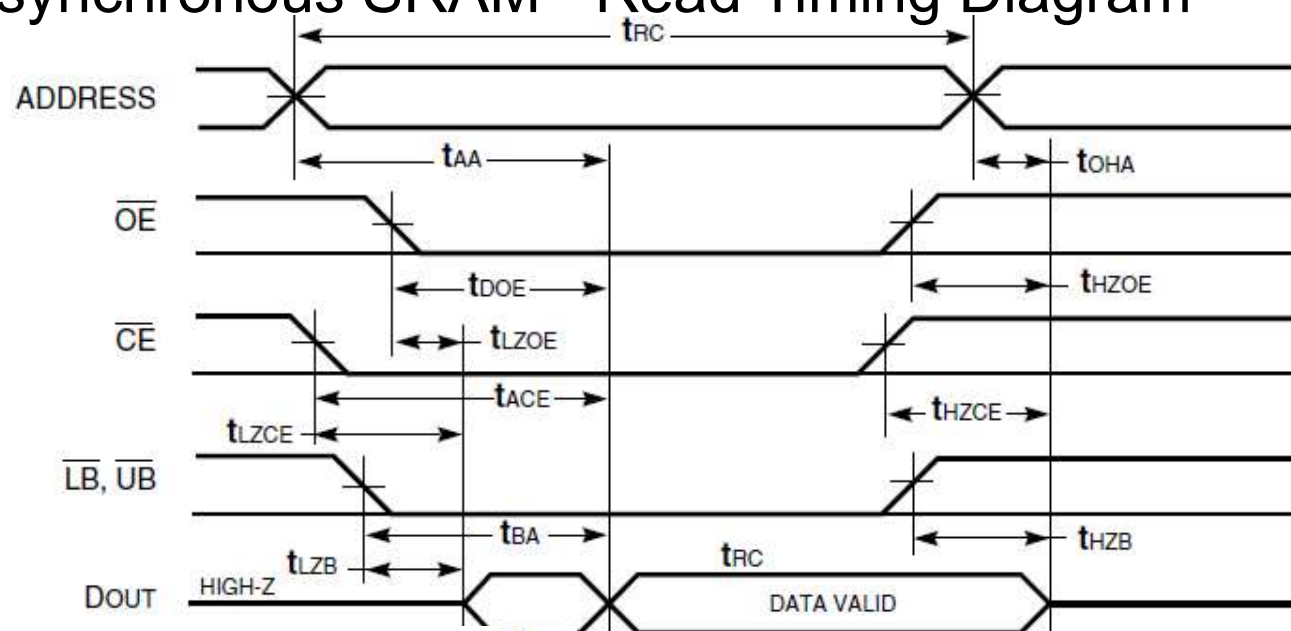 synchronous SRAM - Read Timing Diagram
tRC
ADDRESS
tAA
tOHA
OE
tDOE
tHZOE
CE
tLZOE
tACE
tHZCE
tLZCE
LB, UB
tBA
tHZB
tRC
tLZB
HIGH-Z
DOUT
DATA VALID